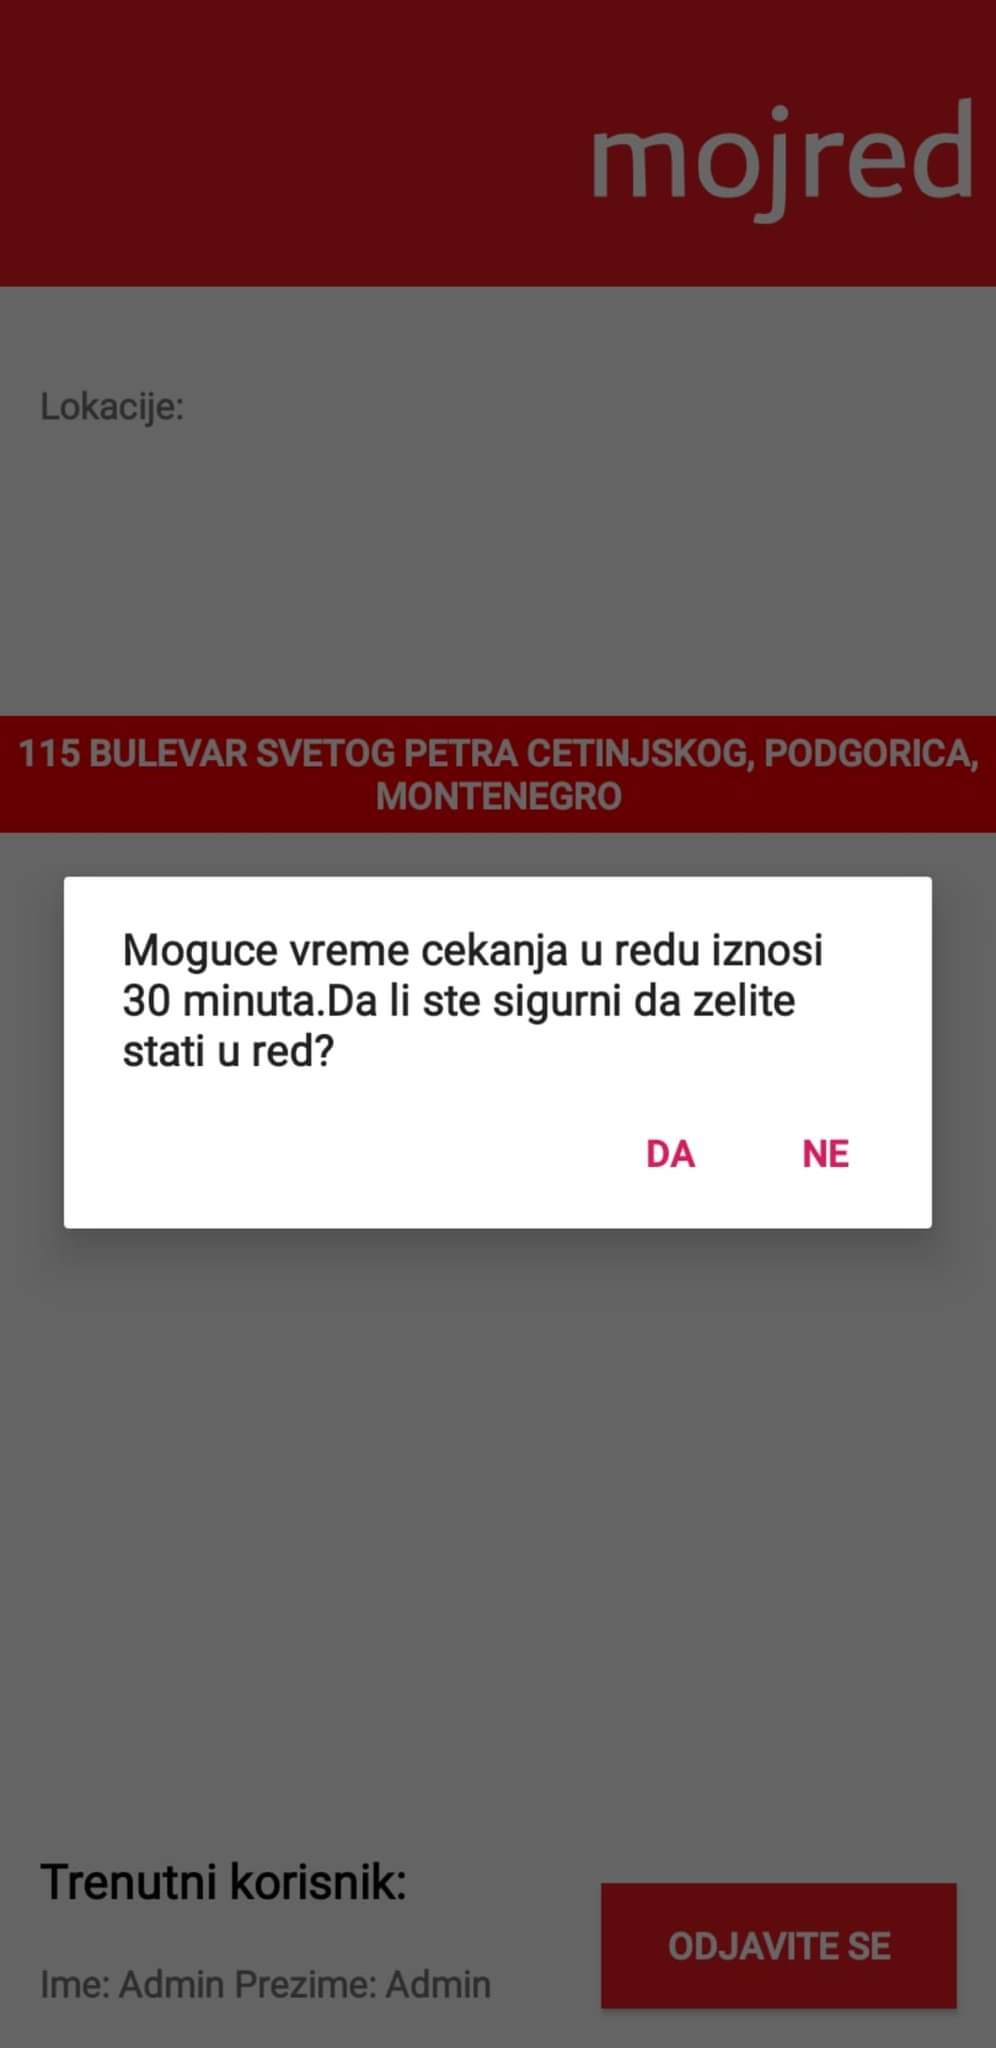 mojred
Lokacije:
115 BULEVAR SVETOG PETRA CETINJSKOG, PODGORICA,
MONTENEGRO
Moguce vreme cekanja u redu iznosi
30 minuta.Da li ste sigurni da zelite
stati u red?
DA NE
Trenutni korisnik:
ODJAVITE SE
Ime: Admin Prezime: Admin